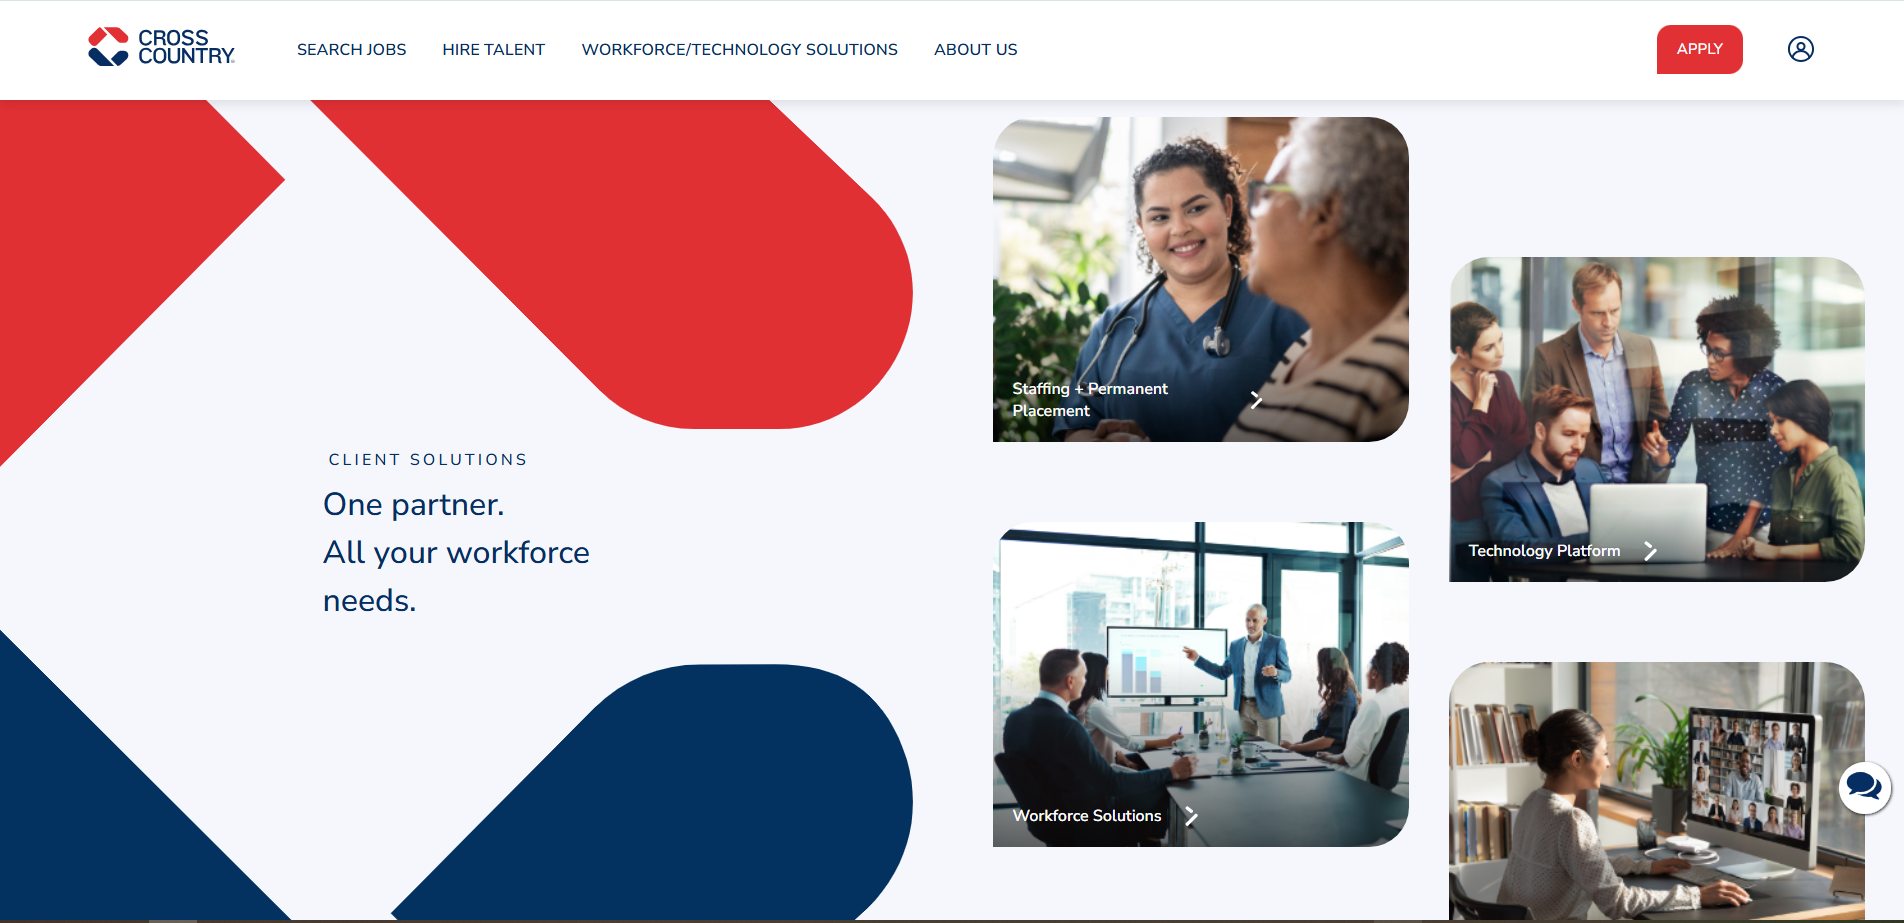 CROSS
COUNTRY
SEARCH JOBS
HIRE TALENT
WORKFORCE/TECHNOLOGY SOLUTIONS
ABOUT US
APPLY
CLIENT SOLUTIONS
One partner.
All your workforce
needs.
Staffing + Permanent
Placement
Technology Platform
Workforce Solutions